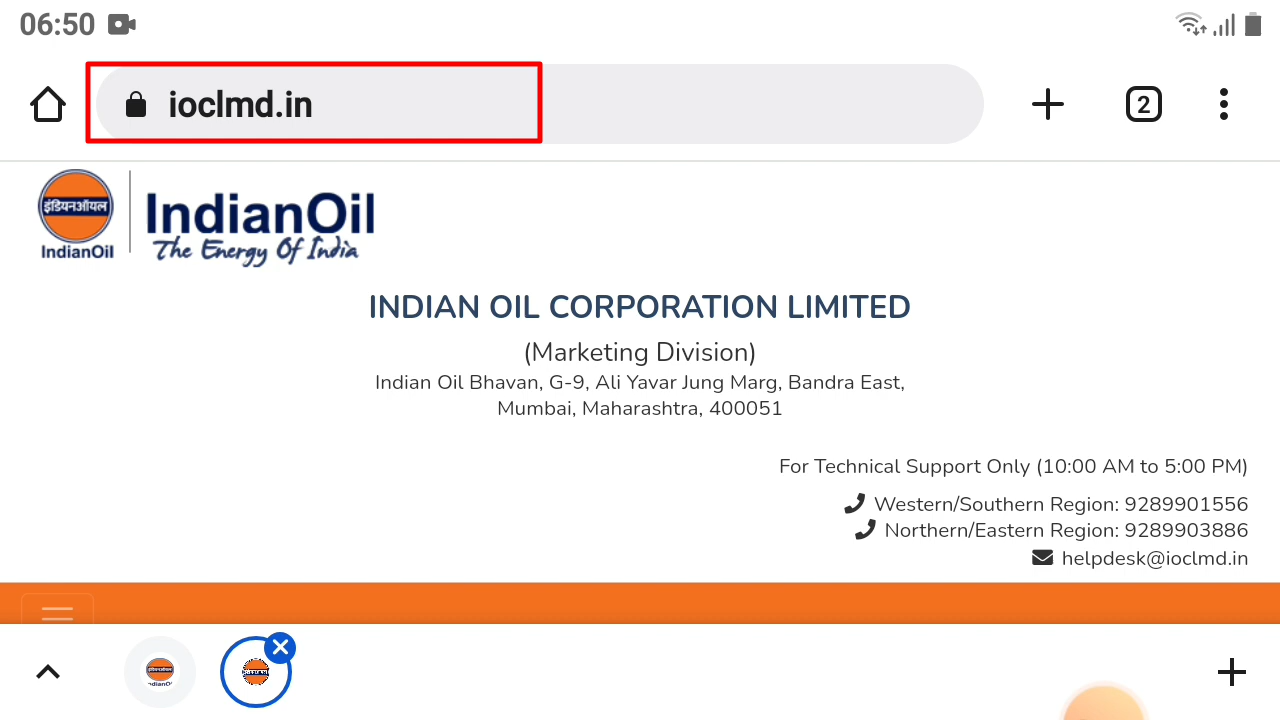 06:50
ioclmd.in
2
इंडियनऑयल
IndianOil
IndianOil
The Energy Of India
INDIAN OIL CORPORATION LIMITED
(Marketing Division)
Indian Oil Bhavan, G-9, Ali Yavar Jung Marg, Bandra East,
Mumbai, Maharashtra, 400051
For Technical Support Only (10:00 AM to 5:00 PM)
Western/Southern Region: 9289901556
Northern/Eastern Region: 9289903886
helpdesk@ioclmd.in
इंडियनऑयल